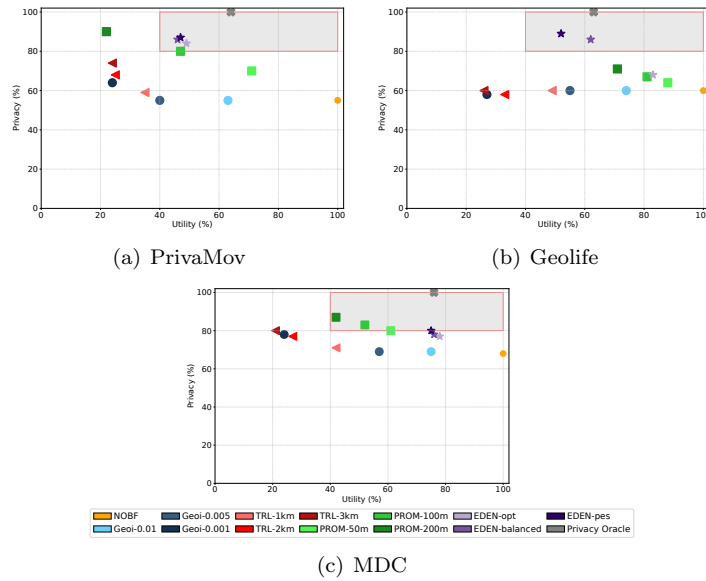 100
80
60
40
20
0
Privacy (%)
0 20 40 60 80 100
Utility (%)
(a) PrivaMov
100
80
60
40
20
0
Privacy (%)
0 20 40 60 80 100
Utility (%)
(b) Geolife
100
80
60
40
20
0
Privacy (%)
0 20 40 60 80 100
Utility (%)
NOBF Geoi-0.005 TRL-1km TRL-3km PROM-100m EDEN-opt EDEN-pes
Geoi-0.01 Geoi-0.001 TRL-2km PROM-50m PROM-200m EDEN-balanced Privacy Oracle
(c) MDC